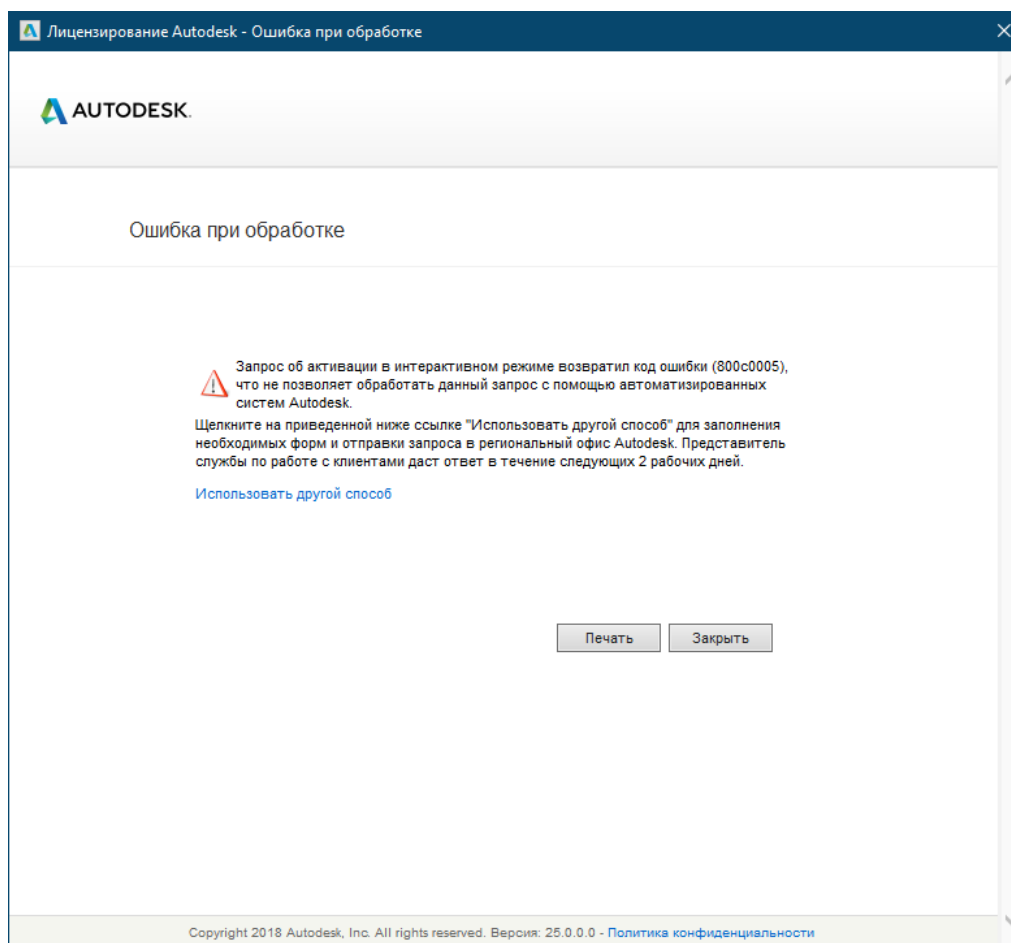 Лицензирование Autodesk - Ошибка при обработке
AUTODESK.
Ошибка при обработке
Запрос об активации в интерактивном режиме возвратил код ошибки (800c0005),
что не позволяет обработать данный запрос с помощью автоматизированных
систем Autodesk.
Щелкните на приведенной ниже ссылке "Использовать другой способ" для заполнения
необходимых форм и отправки запроса в региональный офис Autodesk. Представитель
службы по работе с клиентами даст ответ в течение следующих 2 рабочих дней.
Использовать другой способ
Печать Закрыть
Copyright 2018 Autodesk, Inc. All rights reserved. Версия: 25.0.0.0 - Политика конфиденциальности